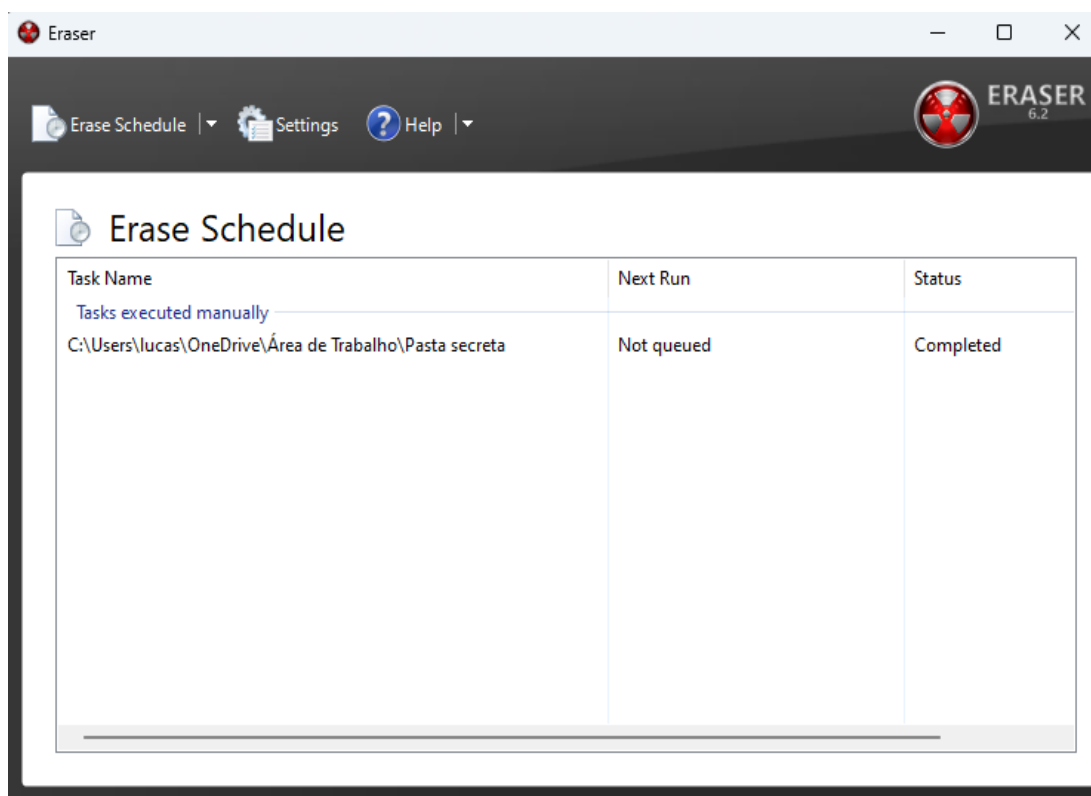 Eraser
Erase Schedule Settings Help
ERASER
6.2
Erase Schedule
Task Name Next Run Status
Tasks executed manually
C:\Users\lucas\OneDrive\Área de Trabalho\Pasta secreta Not queued Completed